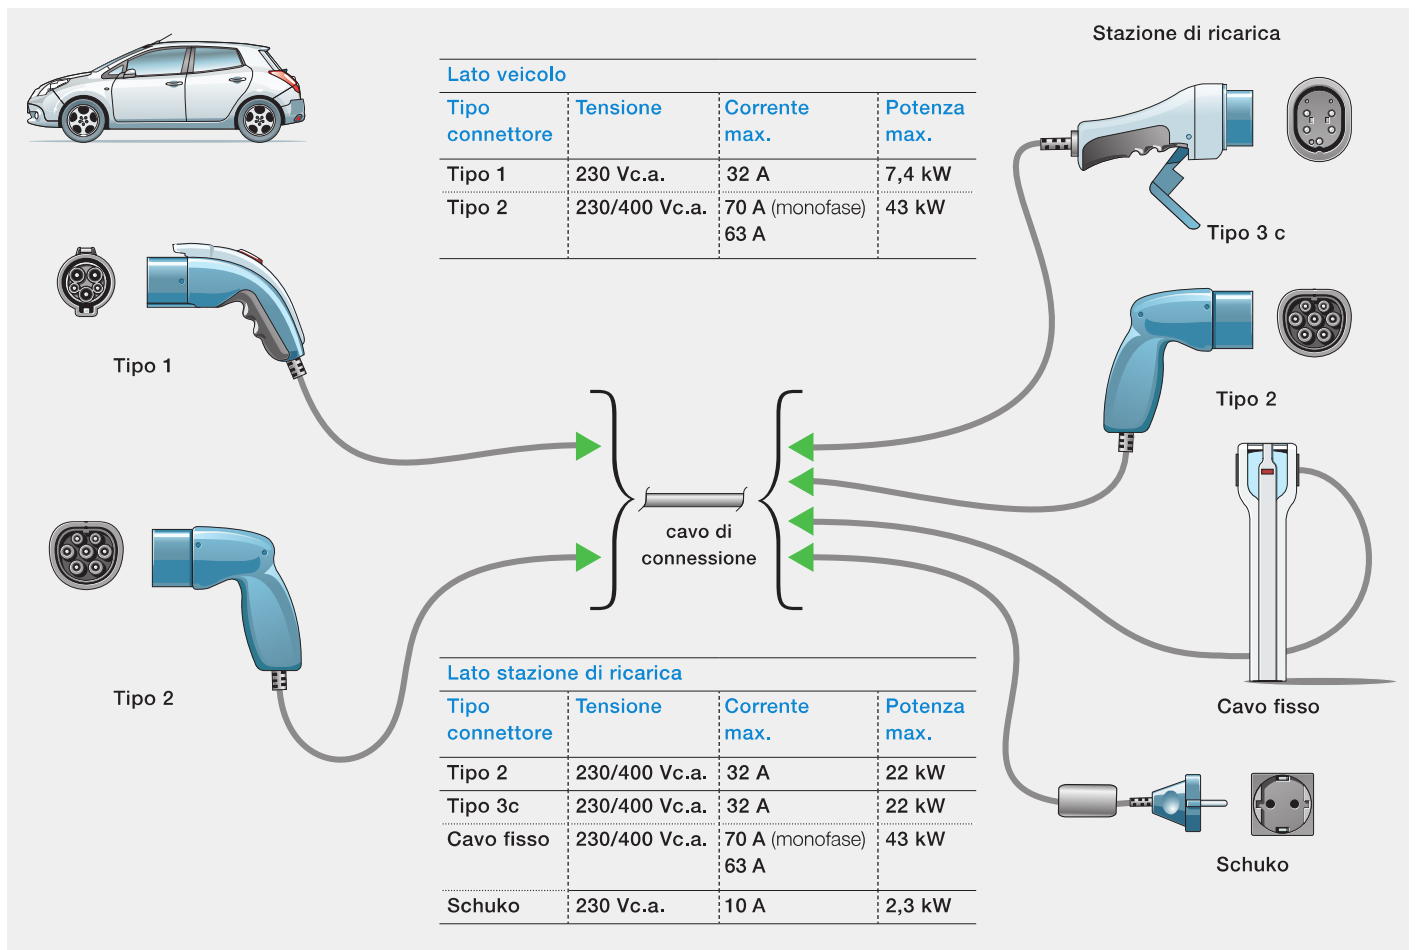 Stazione di ricarica
Lato veicolo
Tipo connettore Tensione Corrente max. Potenza max.
Tipo 1 230 Vc.a. 32 A 7,4 kW
Tipo 2 230/400 Vc.a. 70 A (monofase) 43 kW
63 A
Tipo 3 c
Tipo 1
Tipo 2
cavo di
connessione
Tipo 2
Lato stazione di ricarica
Tipo connettore Tensione Corrente max. Potenza max.
Tipo 2 230/400 Vc.a. 32 A 22 kW
Tipo 3c 230/400 Vc.a. 32 A 22 kW
Cavo fisso 230/400 Vc.a. 70 A (monofase) 43 kW
63 A
Schuko 230 Vc.a. 10 A 2,3 kW
Cavo fisso
Schuko